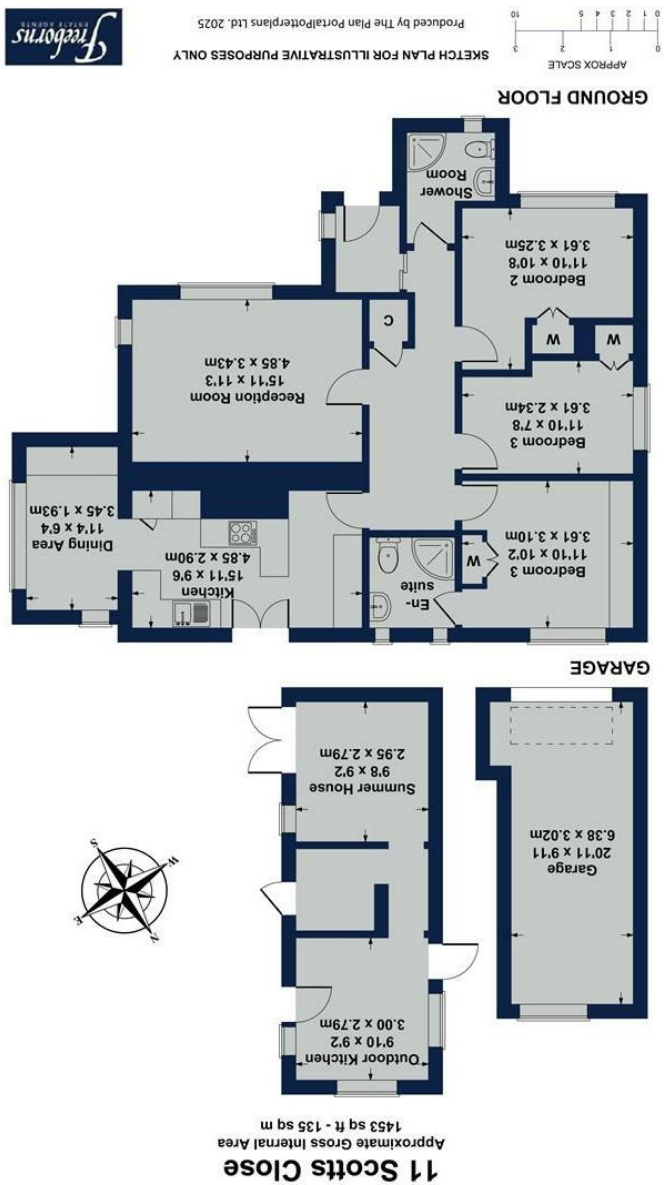 11 Scotts Close
Approximate Gross Internal Area
1453 sq ft - 135 sq m
Outdoor Kitchen
9'10 x 9'2
3.00 x 2.79m
Garage
20'11 x 9'11
6.38 x 3.02m
Summer House
9'8 x 9'2
2.95 x 2.79m
N
E
S
W
GARAGE
Bedroom 3
11'10 x 10'2
3.61 x 3.10m
W
En-
suite
Kitchen
15'11 x 9'6
4.85 x 2.90m
Dining Area
11'4 x 6'4
3.45 x 1.93m
Bedroom 3
11'10 x 7'8
3.61 x 2.34m
W
W
Reception Room
15'11 x 11'3
4.85 x 3.43m
C
Bedroom 2
11'10 x 10'8
3.61 x 3.25m
Shower
Room
GROUND FLOOR
APPROX SCALE
0 1 2 3
0 1 2 3 4 5 10
SKETCH PLAN FOR ILLUSTRATIVE PURPOSES ONLY
Produced by The Plan Portal\Potterplans Ltd. 2025
Freeborns
ESTATE AGENTS